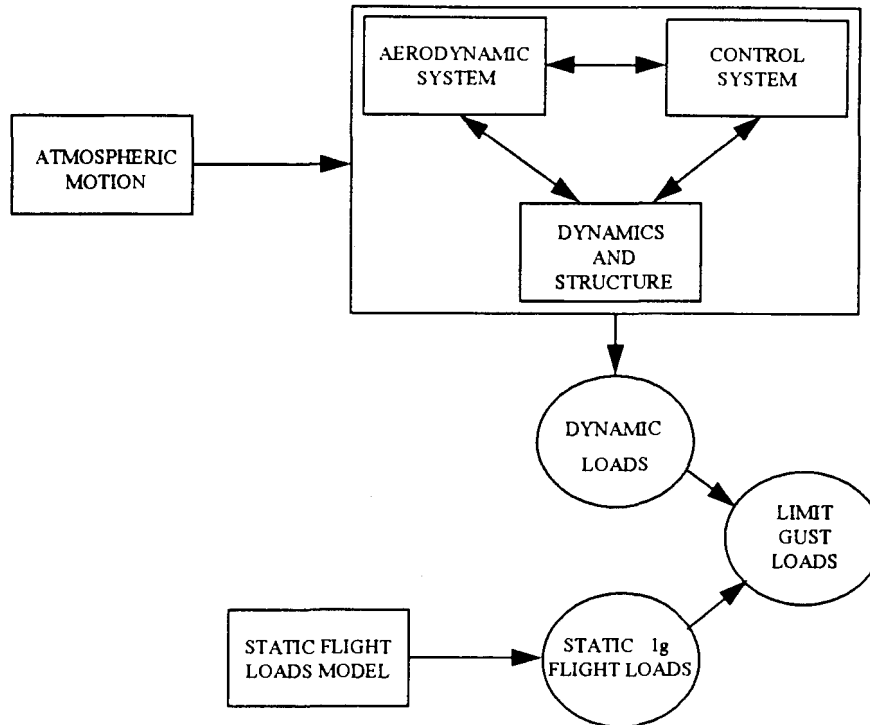 AERODYNAMIC
SYSTEM
CONTROL
SYSTEM
ATMOSPHERIC
MOTION
DYNAMICS
AND
STRUCTURE
DYNAMIC
LOADS
LIMIT
GUST
LOADS
STATIC FLIGHT
LOADS MODEL
STATIC 1g
FLIGHT LOADS